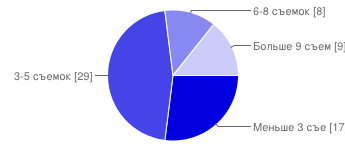 6-8 съемок [8]
Больше 9 съем [9]
3-5 съемок [29]
Меньше 3 съе [17